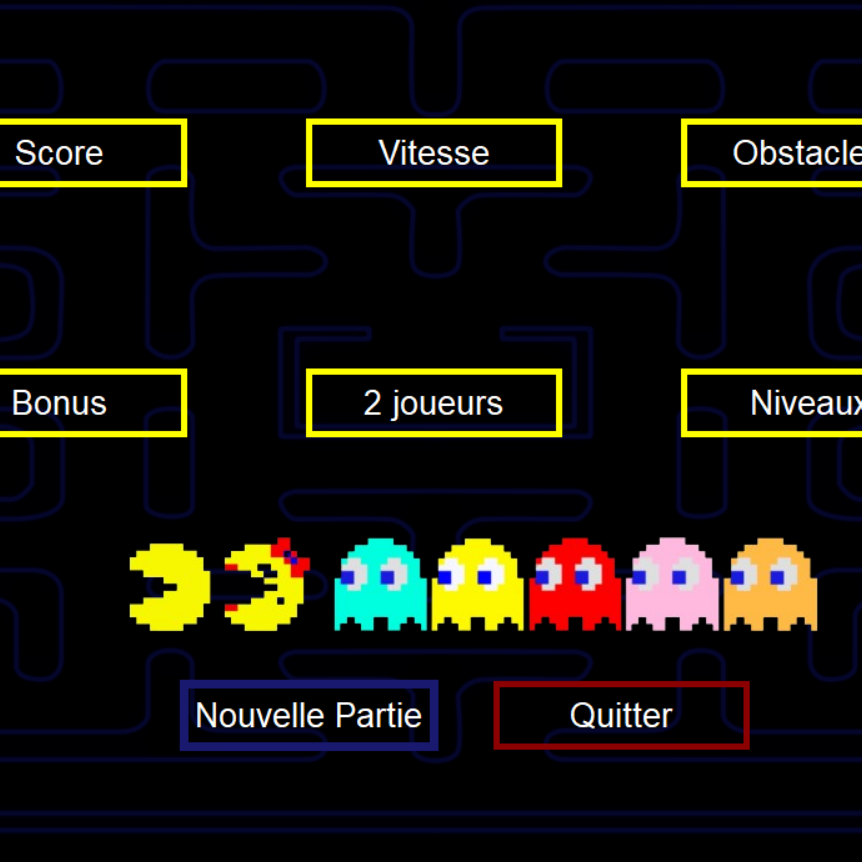 Score
Vitesse
Obstacle
Bonus
2 joueurs
Niveaux
Nouvelle Partie
Quitter